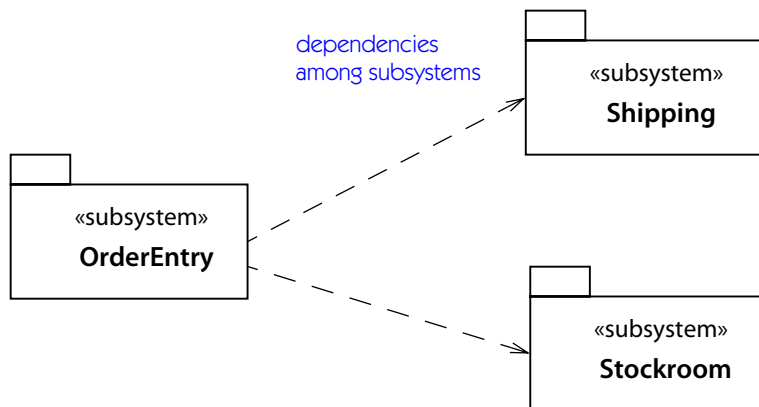 dependencies
among subsystems
«subsystem»
Shipping
«subsystem»
OrderEntry
«subsystem»
Stockroom